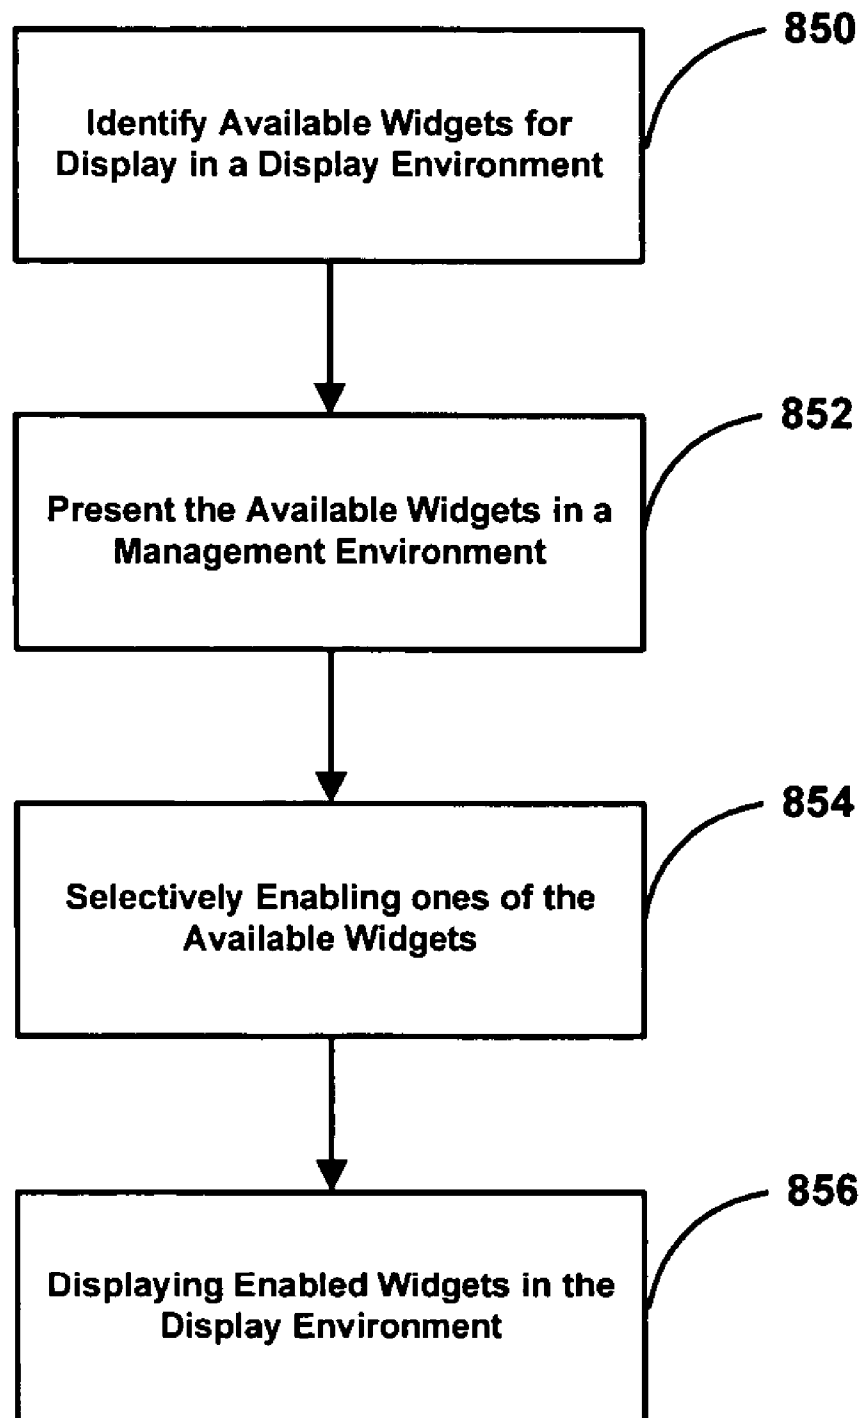 850
Identify Available Widgets for
Display in a Display Environment
852
Present the Available Widgets in a
Management Environment
854
Selectively Enabling ones of the
Available Widgets
856
Displaying Enabled Widgets in the
Display Environment